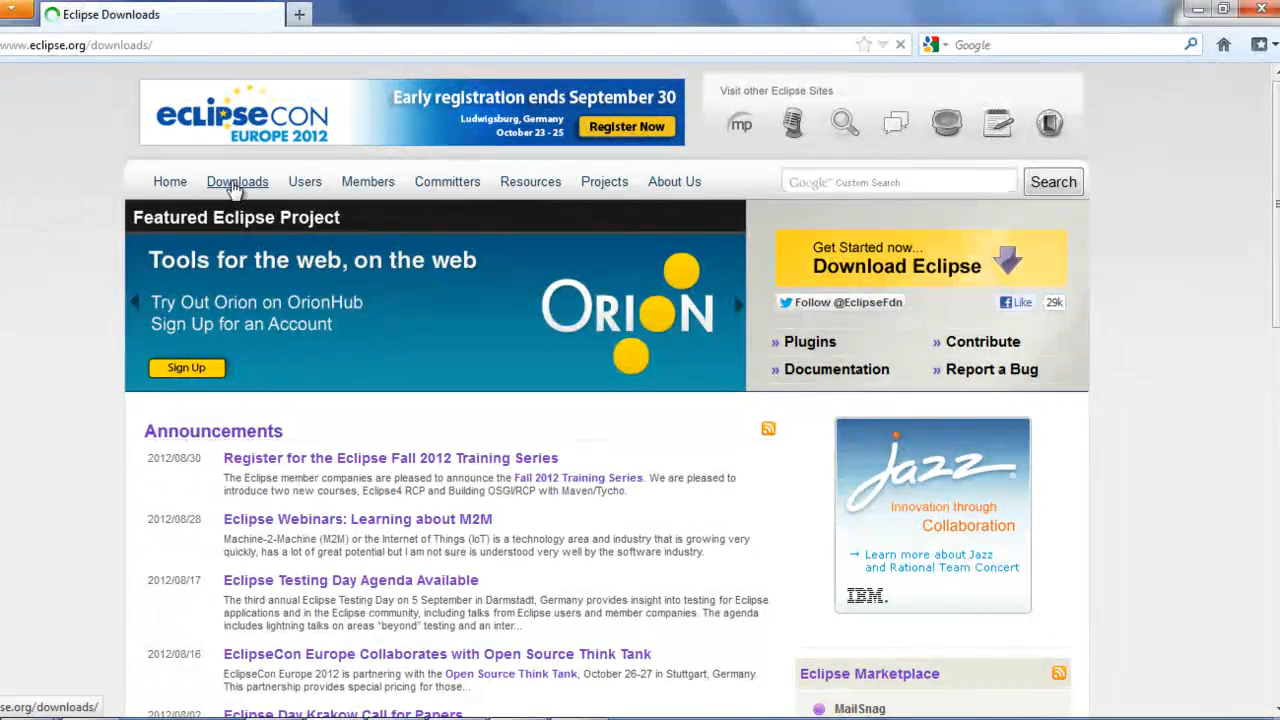 Eclipse Downloads
www.eclipse.org/downloads/
Google
eclipsecon
EUROPE 2012
Early registration ends September 30
Ludwigsburg, Germany
October 23 - 25
Register Now
Visit other Eclipse Sites
mp
Home Downloads Users Members Committers Resources Projects About Us
Google Custom Search
Search
Featured Eclipse Project
Tools for the web, on the web
Try Out Orion on OrionHub
Sign Up for an Account
Sign Up
ORION
Get Started now...
Download Eclipse
Follow @EclipseFdn
Like
29k
» Plugins
» Contribute
» Documentation
» Report a Bug
Announcements
2012/08/30
Register for the Eclipse Fall 2012 Training Series
The Eclipse member companies are pleased to announce the Fall 2012 Training Series. We are pleased to
introduce two new courses, Eclipse4 RCP and Building OSGI/RCP with Maven/Tycho.
2012/08/28
Eclipse Webinars: Learning about M2M
Machine-2-Machine (M2M) or the Internet of Things (IoT) is a technology area and industry that is growing very
quickly, has a lot of great potential but I am not sure is understood very well by the software industry.
2012/08/17
Eclipse Testing Day Agenda Available
The third annual Eclipse Testing Day on 5 September in Darmstadt, Germany provides insight into testing for Eclipse
applications and in the Eclipse community, including talks from Eclipse users and member companies. The agenda
includes lightning talks on areas "beyond" testing and an inter...
2012/08/16
EclipseCon Europe Collaborates with Open Source Think Tank
EclipseCon Europe 2012 is partnering with the Open Source Think Tank, October 26-27 in Stuttgart, Germany.
This partnership provides special pricing for those...
2012/08/02
Eclipse Day Krakow Call for Papers
jazz
®
Innovation through
Collaboration
→ Learn more about Jazz
and Rational Team Concert
IBM.
Eclipse Marketplace
MailSnag
se.org/downloads/